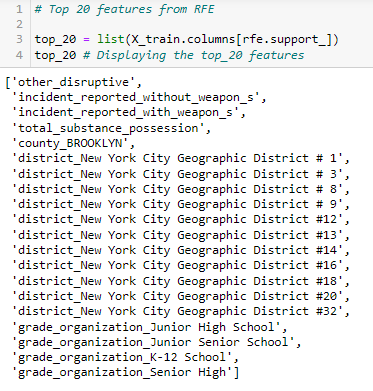 1 # Top 20 features from RFE
2
3 top_20 = list(X_train.columns[rfe.support_])
4 top_20 # Displaying the top_20 features
['other_disruptive',
'incident_reported_without_weapon_s',
'incident_reported_with_weapon_s',
'total_substance_possession',
'county_BROOKLYN',
'district_New York City Geographic District # 1',
'district_New York City Geographic District # 3',
'district_New York City Geographic District # 8',
'district_New York City Geographic District # 9',
'district_New York City Geographic District #12',
'district_New York City Geographic District #13',
'district_New York City Geographic District #14',
'district_New York City Geographic District #16',
'district_New York City Geographic District #18',
'district_New York City Geographic District #20',
'district_New York City Geographic District #32',
'grade_organization_Junior High School',
'grade_organization_Junior Senior School',
'grade_organization_K-12 School',
'grade_organization_Senior High']